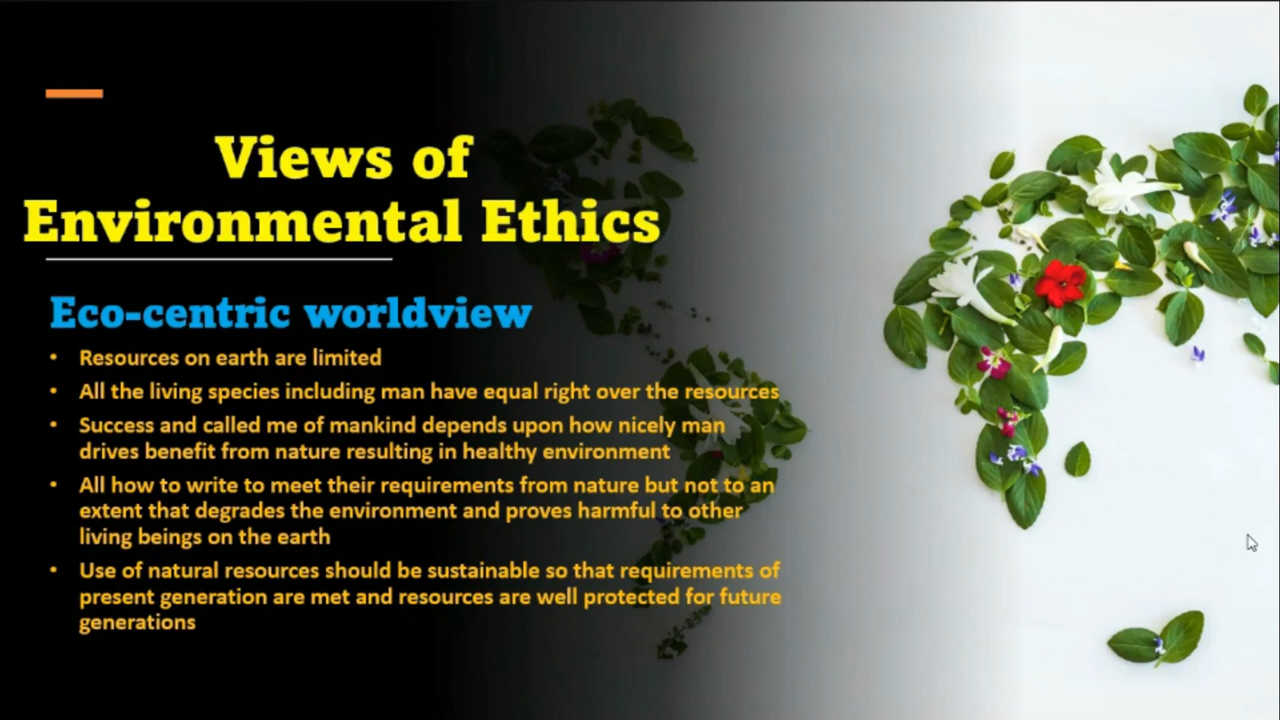 Views of
Environmental Ethics
Eco-centric worldview
• Resources on earth are limited
• All the living species including man have equal right over the resources
• Success and called me of mankind depends upon how nicely man
drives benefit from nature resulting in healthy environment
• All how to write to meet their requirements from nature but not to an
extent that degrades the environment and proves harmful to other
living beings on the earth
• Use of natural resources should be sustainable so that requirements of
present generation are met and resources are well protected for future
generations